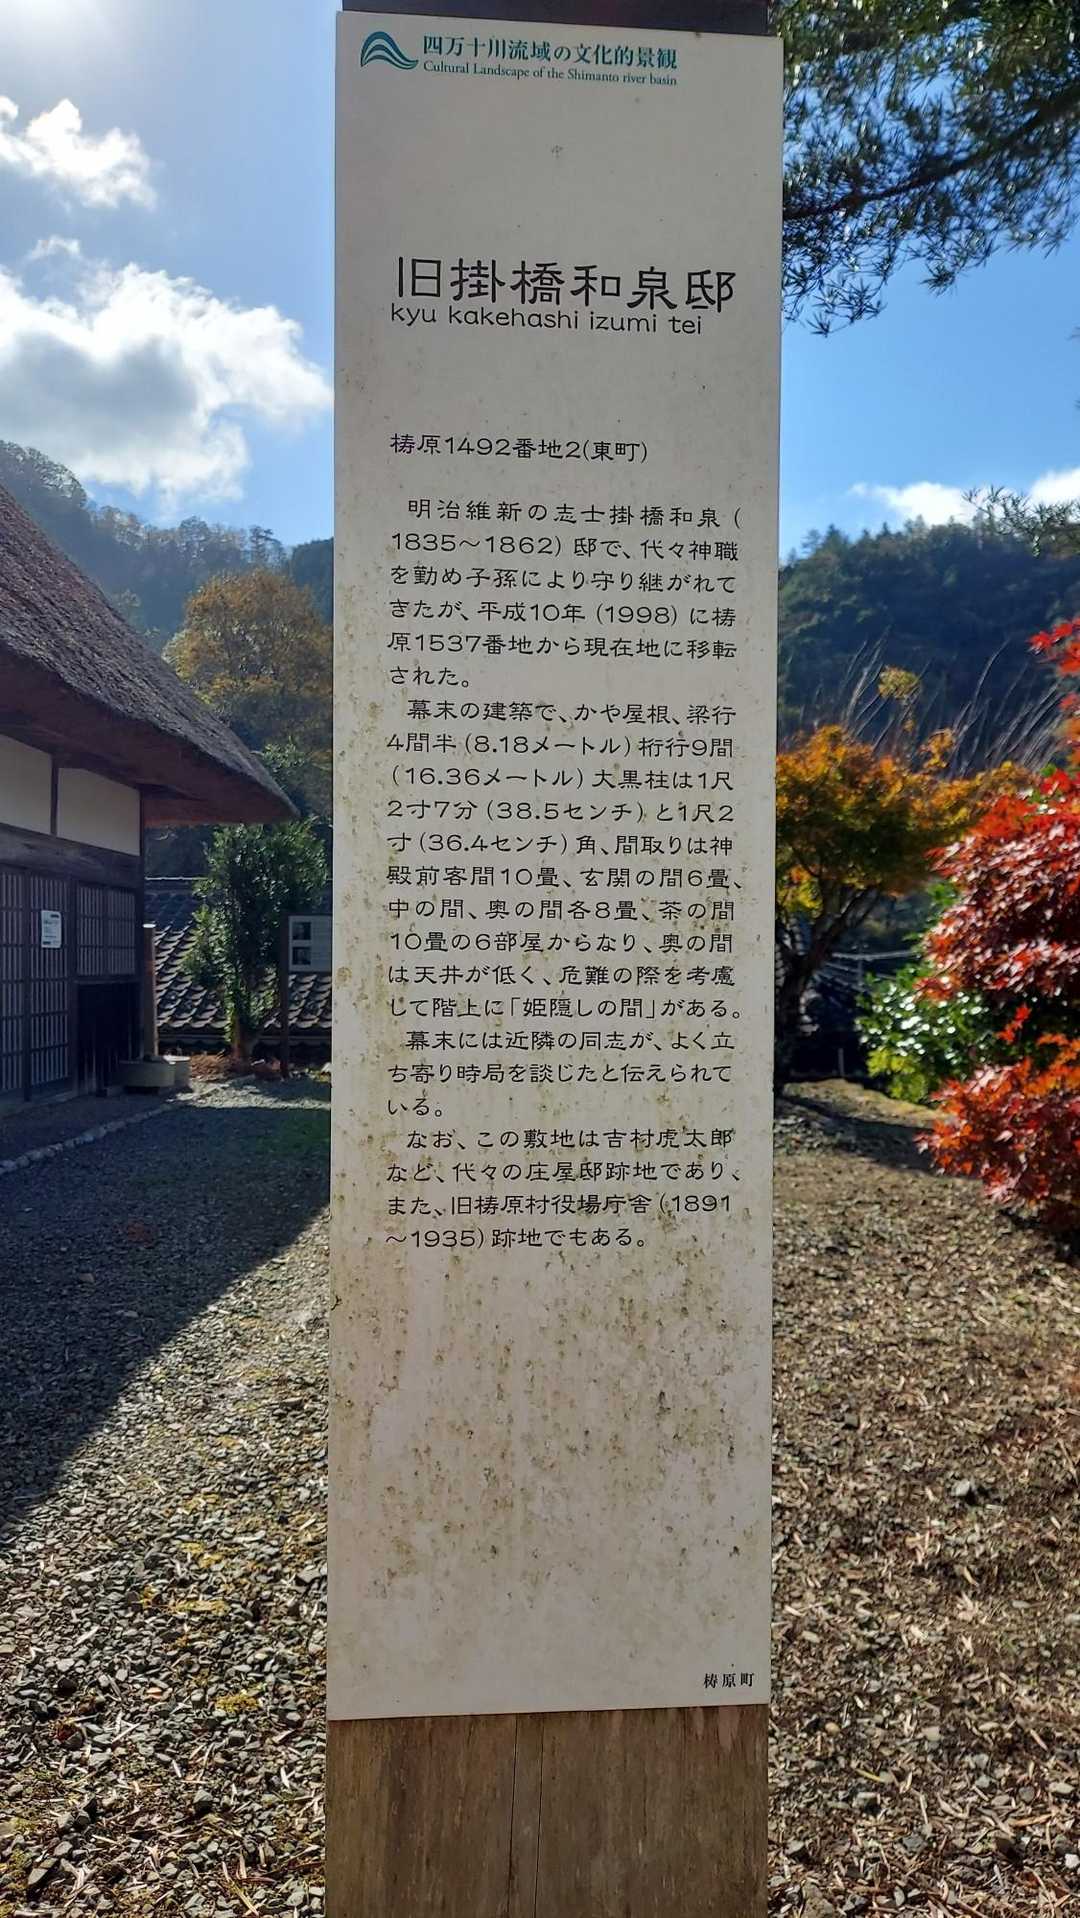 四万十川流域の文化的景観
Cultural Landscape of the Shimanto river basin
旧掛橋和泉邸
kyu kakehashi izumi tei
梼原1492番地2(東町)
明治維新の志士掛橋和泉(
1835～1862)邸で、代々神職
を勤め子孫により守り継がれて
きたが、平成10年(1998)に梼
原1537番地から現在地に移転
された。
幕末の建築で、かや屋根、梁行
4間半(8.18メートル)桁行9間
(16.36メートル)大黒柱は1尺
2寸7分(38.5センチ)と1尺2
寸(36.4センチ)角、間取りは神
殿前客間10畳、玄関の間6畳、
中の間、奥の間各8畳、茶の間
10畳の6部屋からなり、奥の間
は天井が低く、危難の際を考慮
して階上に「姫隠しの間」がある。
幕末には近隣の同志が、よく立
ち寄り時局を談じたと伝えられて
いる。
なお、この敷地は吉村虎太郎
など、代々の庄屋邸跡地であり、
また、旧梼原村役場庁舎(1891
～1935)跡地でもある。
梼原町